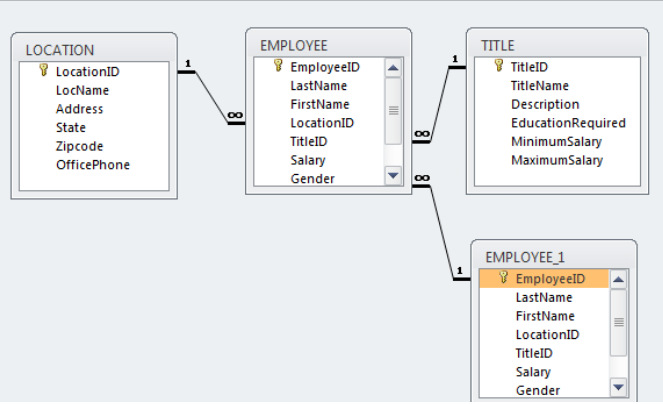 LOCATION
LocationID
LocName
Address
State
Zipcode
OfficePhone
1
∞
EMPLOYEE
EmployeeID
LastName
FirstName
LocationID
TitleID
Salary
Gender
1
∞
TITLE
TitleID
TitleName
Description
EducationRequired
MinimumSalary
MaximumSalary
∞
1
EMPLOYEE_1
EmployeeID
LastName
FirstName
LocationID
TitleID
Salary
Gender